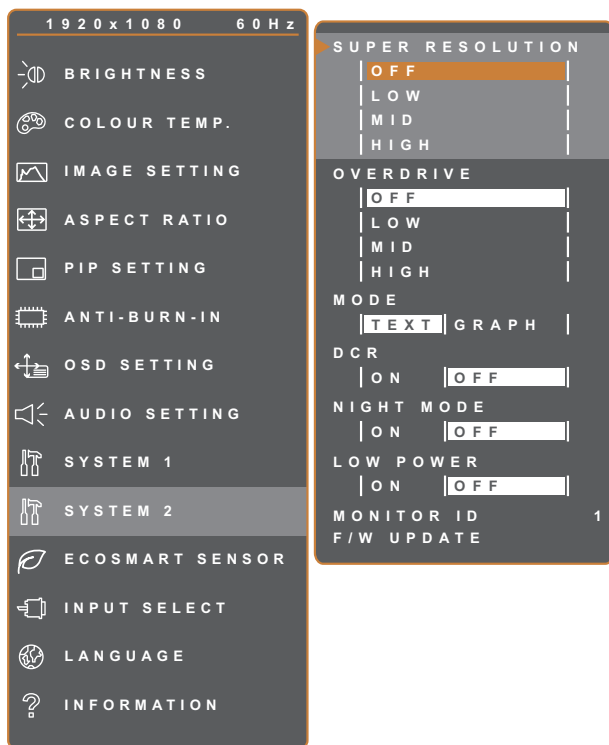 1920x1080 60Hz
BRIGHTNESS
COLOUR TEMP.
IMAGE SETTING
ASPECT RATIO
PIP SETTING
ANTI-BURN-IN
OSD SETTING
AUDIO SETTING
SYSTEM 1
SYSTEM 2
ECOSMART SENSOR
INPUT SELECT
LANGUAGE
INFORMATION
SUPER RESOLUTION
OFF
LOW
MID
HIGH
OVERDRIVE
OFF
LOW
MID
HIGH
MODE
TEXT GRAPH
DCR
ON OFF
NIGHT MODE
ON OFF
LOW POWER
ON OFF
MONITOR ID 1
F/W UPDATE